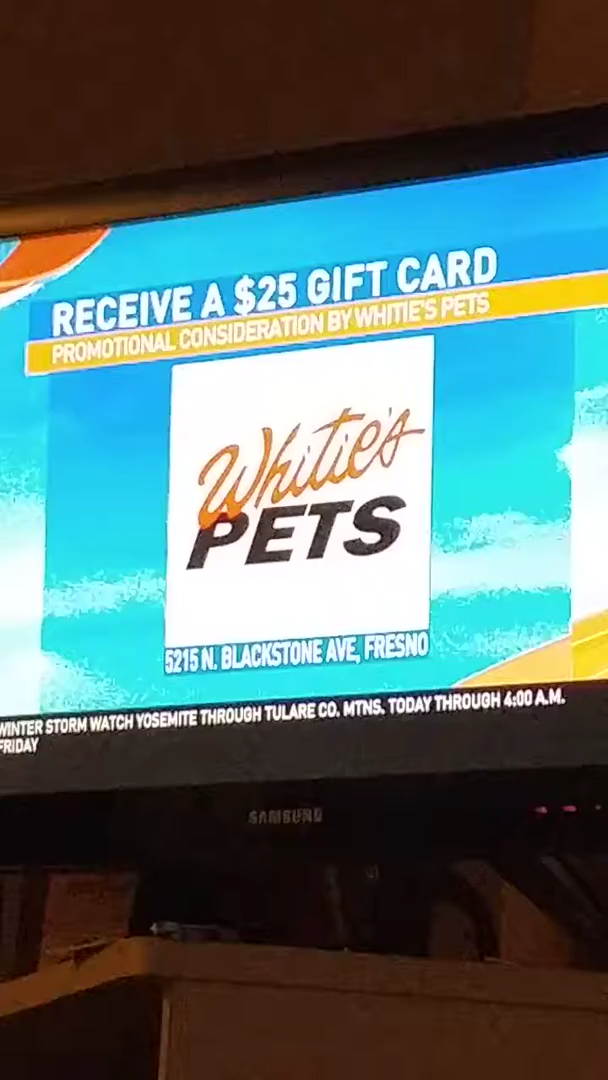 RECEIVE A $25 GIFT CARD
PROMOTIONAL CONSIDERATION BY WHITIE'S PETS
Whitie's
PETS
5215 N. BLACKSTONE AVE, FRESNO
WINTER STORM WATCH YOSEMITE THROUGH TULARE CO. MTNS. TODAY THROUGH 4:00 A.M.
FRIDAY
SAMSUNG